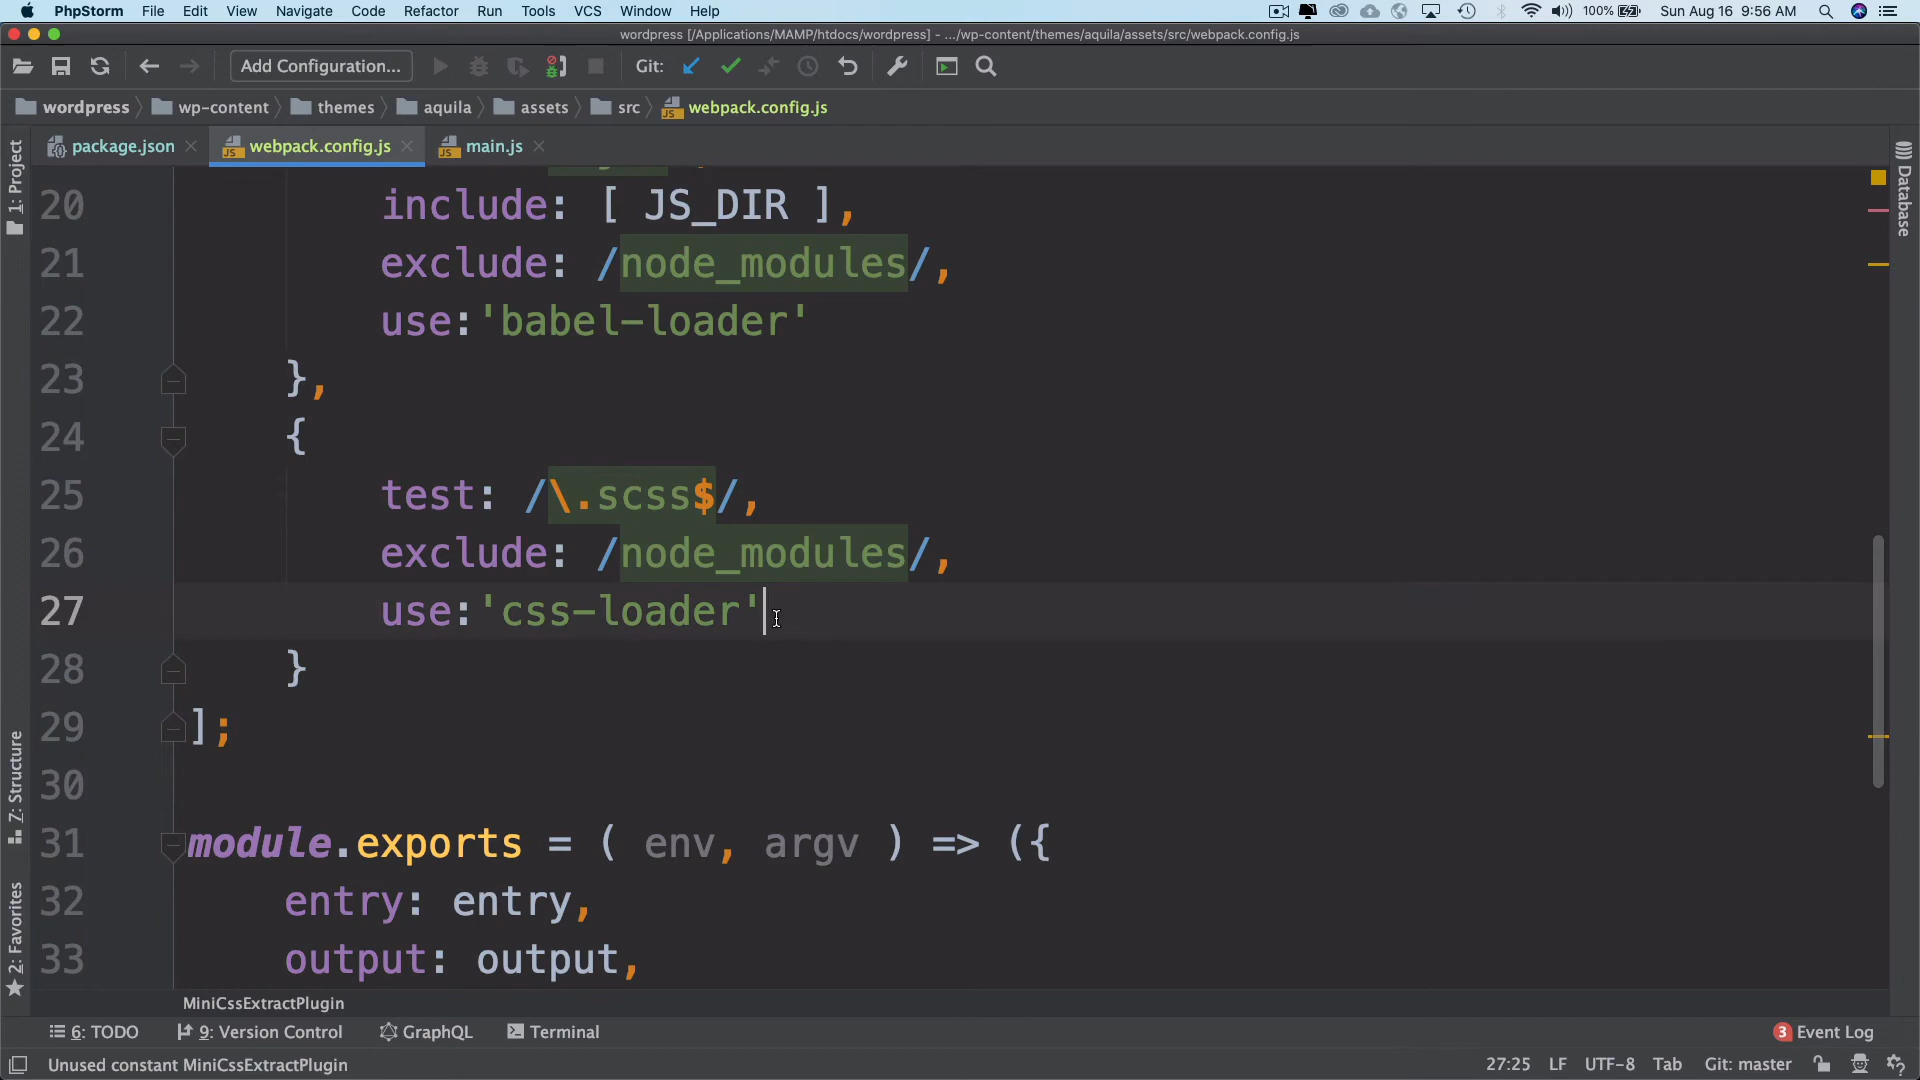 PhpStorm File Edit View Navigate Code Refactor Run Tools VCS Window Help 100% Sun Aug 16 9:56 AM
wordpress [/Applications/MAMP/htdocs/wordpress] - .../wp-content/themes/aquila/assets/src/webpack.config.js
Add Configuration... Git:
wordpress wp-content themes aquila assets src webpack.config.js
package.json webpack.config.js main.js
1: Project
Database
20 include: [ JS_DIR ],
21 exclude: /node_modules/,
22 use:'babel-loader'
23 },
24 {
25 test: /\.scss$/,
26 exclude: /node_modules/,
27 use:'css-loader'
28 }
29 ];
30
31 module.exports = ( env, argv ) => ({
32 entry: entry,
33 output: output,
7: Structure
2: Favorites
MiniCssExtractPlugin
6: TODO 9: Version Control GraphQL Terminal 3 Event Log
Unused constant MiniCssExtractPlugin 27:25 LF UTF-8 Tab Git: master